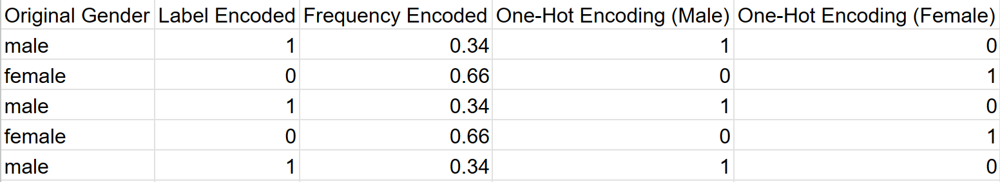 Original Gender Label Encoded Frequency Encoded One-Hot Encoding (Male) One-Hot Encoding (Female)
male 1 0.34 1 0
female 0 0.66 0 1
male 1 0.34 1 0
female 0 0.66 0 1
male 1 0.34 1 0